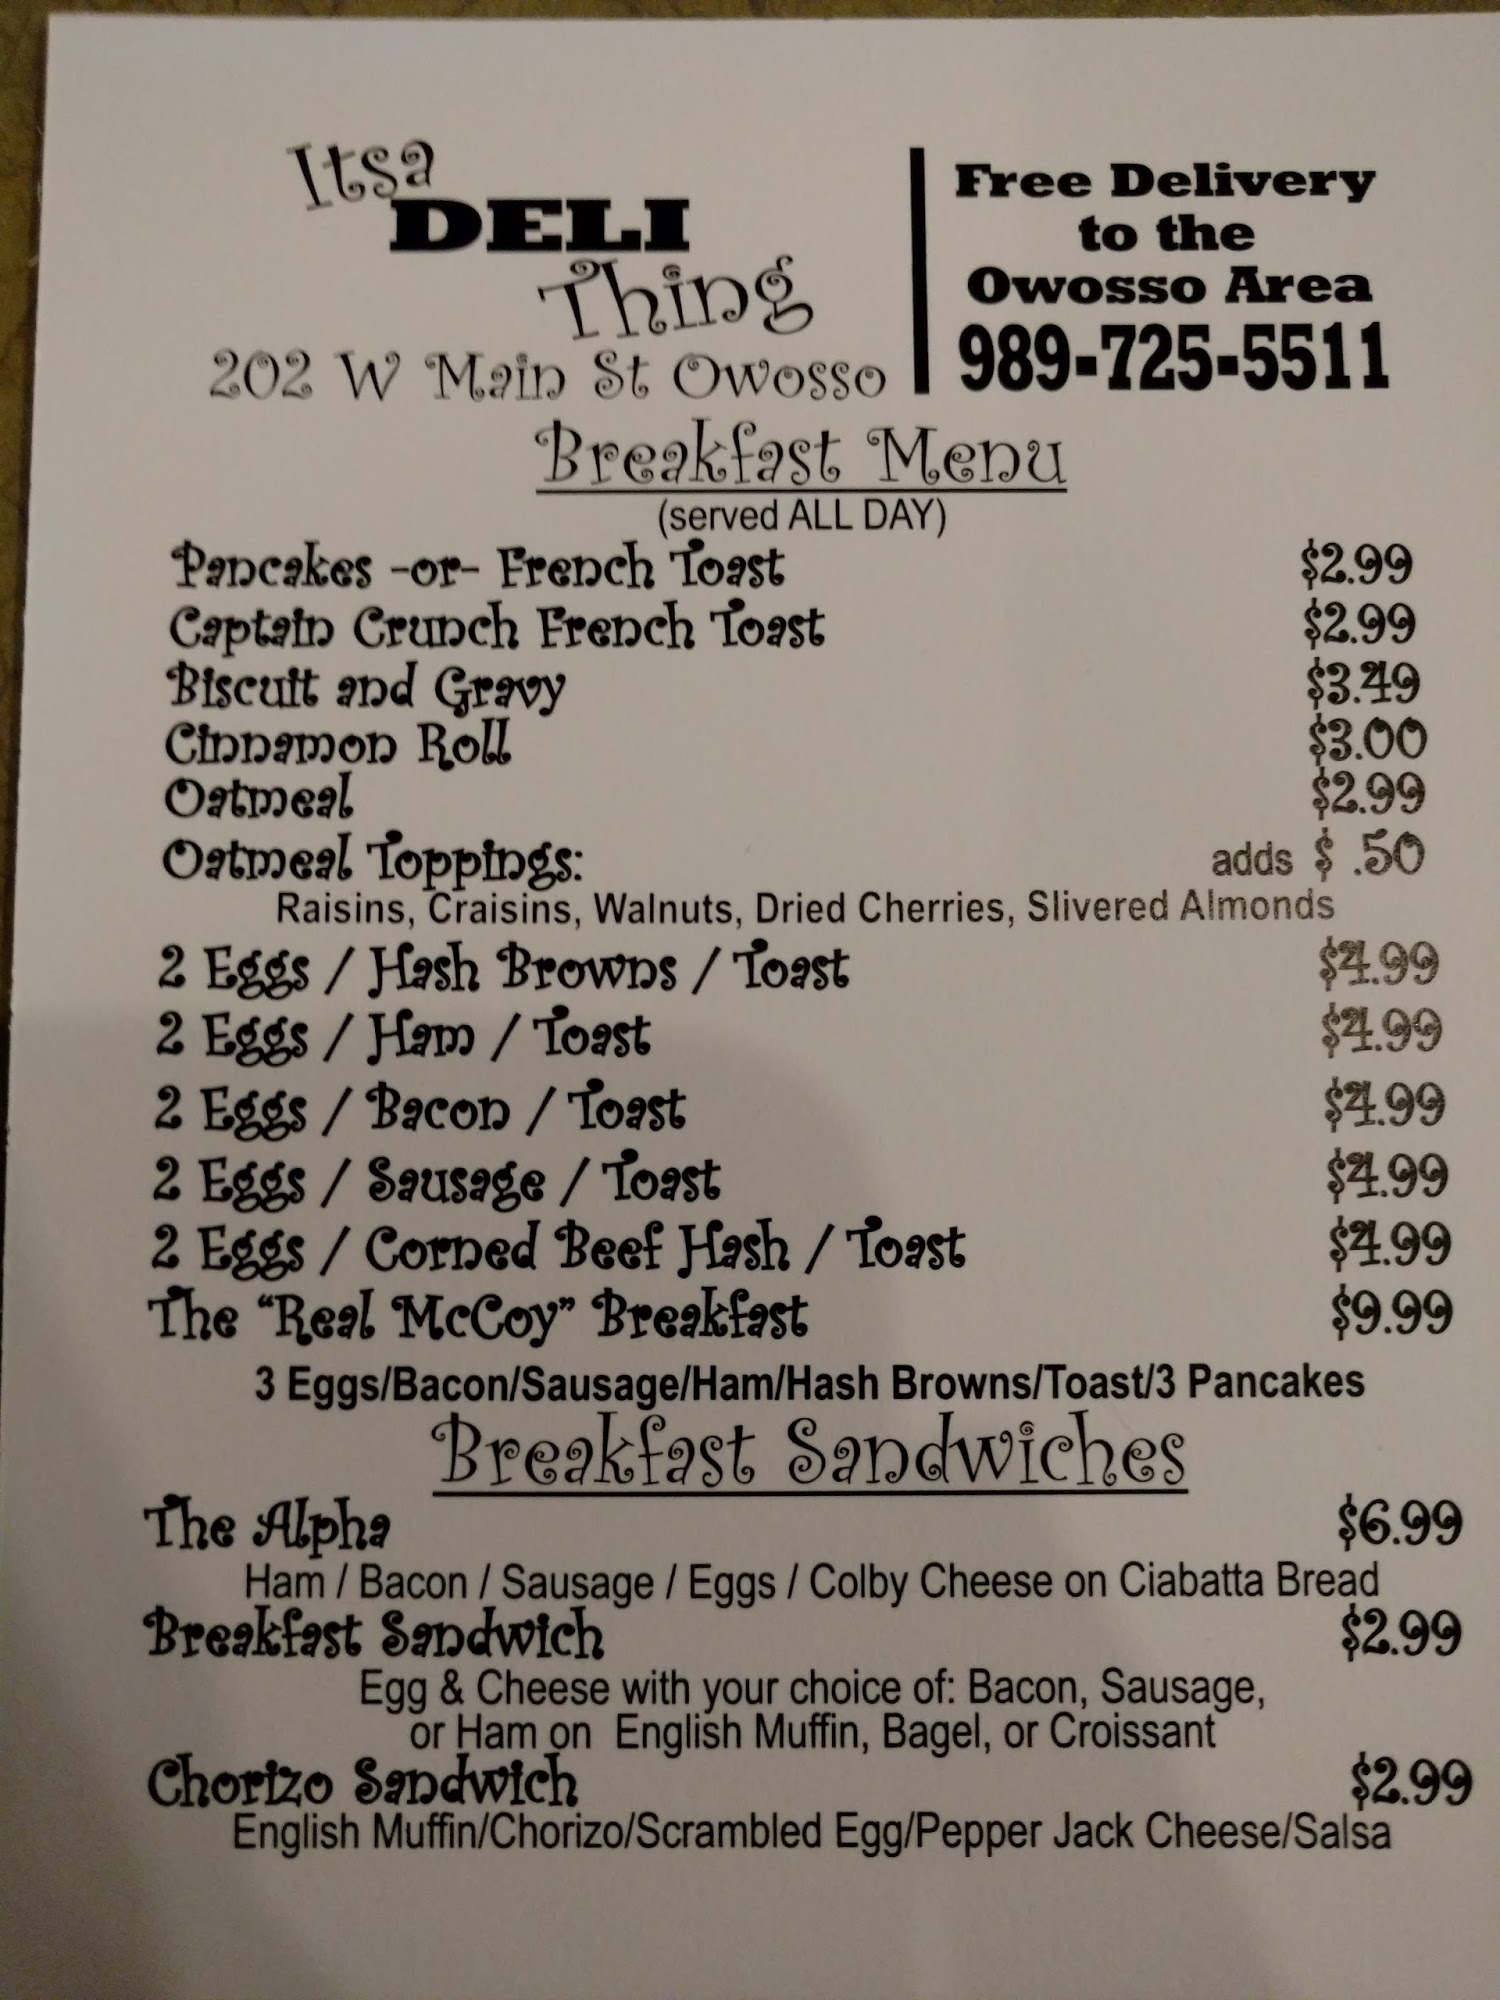 Itsa
DELI
Thing
202 W Main St Owosso
Free Delivery
to the
Owosso Area
989-725-5511
Breakfast Menu
(served ALL DAY)
Pancakes -or- French Toast $2.99
Captain Crunch French Toast $2.99
Biscuit and Gravy $3.49
Cinnamon Roll $3.00
Oatmeal $2.99
Oatmeal Toppings: adds $ .50
Raisins, Craisins, Walnuts, Dried Cherries, Slivered Almonds
2 Eggs / Hash Browns / Toast $4.99
2 Eggs / Ham / Toast $4.99
2 Eggs / Bacon / Toast $4.99
2 Eggs / Sausage / Toast $4.99
2 Eggs / Corned Beef Hash / Toast $4.99
The “Real McCoy” Breakfast $9.99
3 Eggs/Bacon/Sausage/Ham/Hash Browns/Toast/3 Pancakes
Breakfast Sandwiches
The Alpha $6.99
Ham / Bacon / Sausage / Eggs / Colby Cheese on Ciabatta Bread
Breakfast Sandwich $2.99
Egg & Cheese with your choice of: Bacon, Sausage,
or Ham on English Muffin, Bagel, or Croissant
Chorizo Sandwich $2.99
English Muffin/Chorizo/Scrambled Egg/Pepper Jack Cheese/Salsa